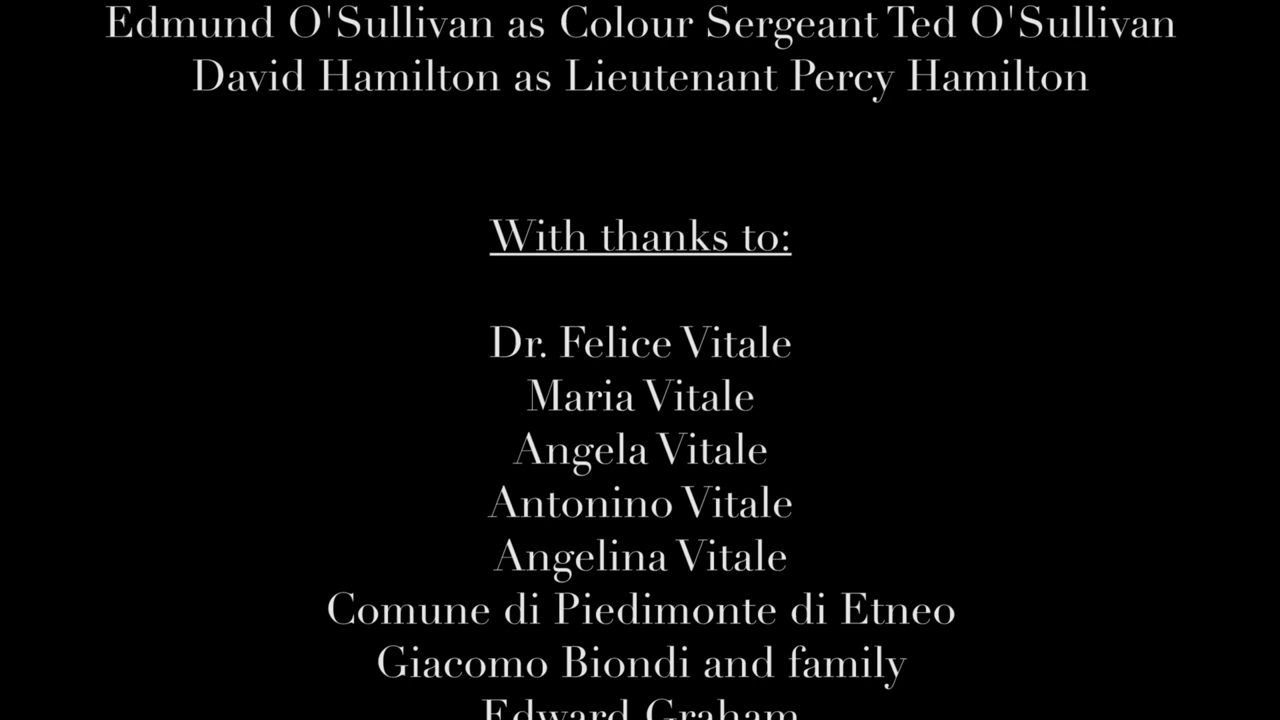 Edmund O'Sullivan as Colour Sergeant Ted O'Sullivan
David Hamilton as Lieutenant Percy Hamilton
With thanks to:
Dr. Felice Vitale
Maria Vitale
Angela Vitale
Antonino Vitale
Angelina Vitale
Comune di Piedimonte di Etneo
Giacomo Biondi and family
Edward Graham